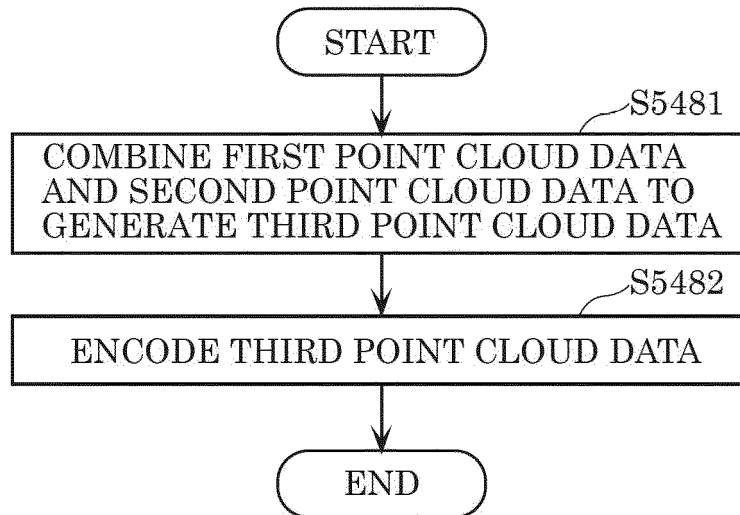 START
S5481
COMBINE FIRST POINT CLOUD DATA
AND SECOND POINT CLOUD DATA TO
GENERATE THIRD POINT CLOUD DATA
S5482
ENCODE THIRD POINT CLOUD DATA
END